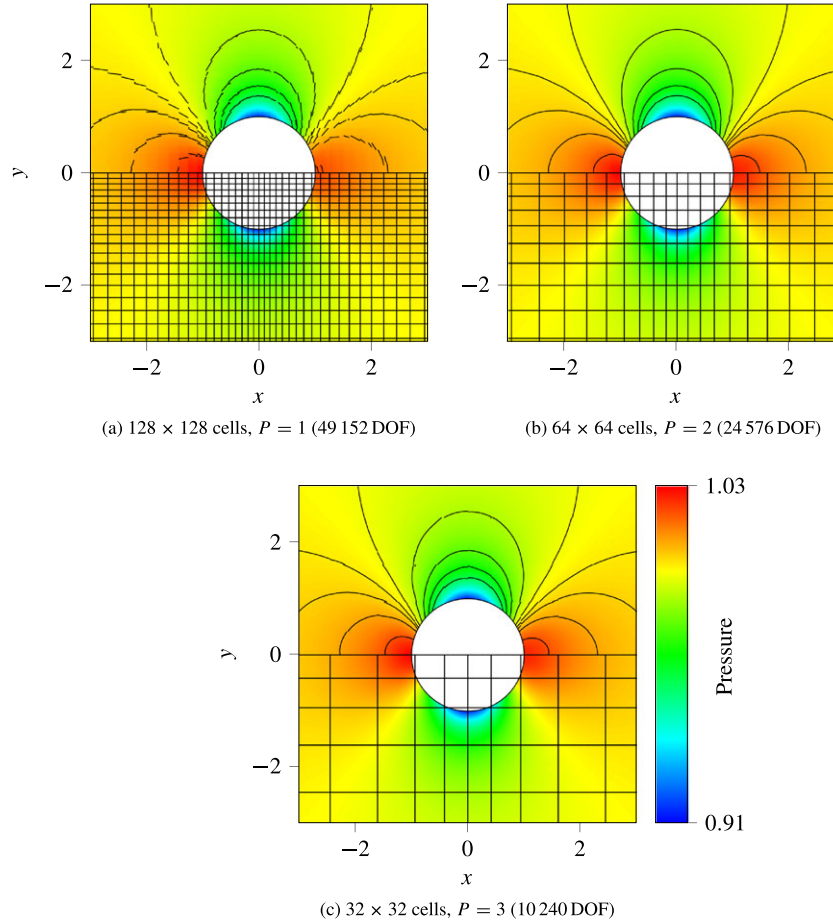 2
0
−2
y
−2
0
2
x
(a) 128 × 128 cells, P = 1 (49 152 DOF)
2
0
−2
−2
0
2
x
(b) 64 × 64 cells, P = 2 (24 576 DOF)
2
0
−2
y
−2
0
2
x
1.03
Pressure
0.91
(c) 32 × 32 cells, P = 3 (10 240 DOF)